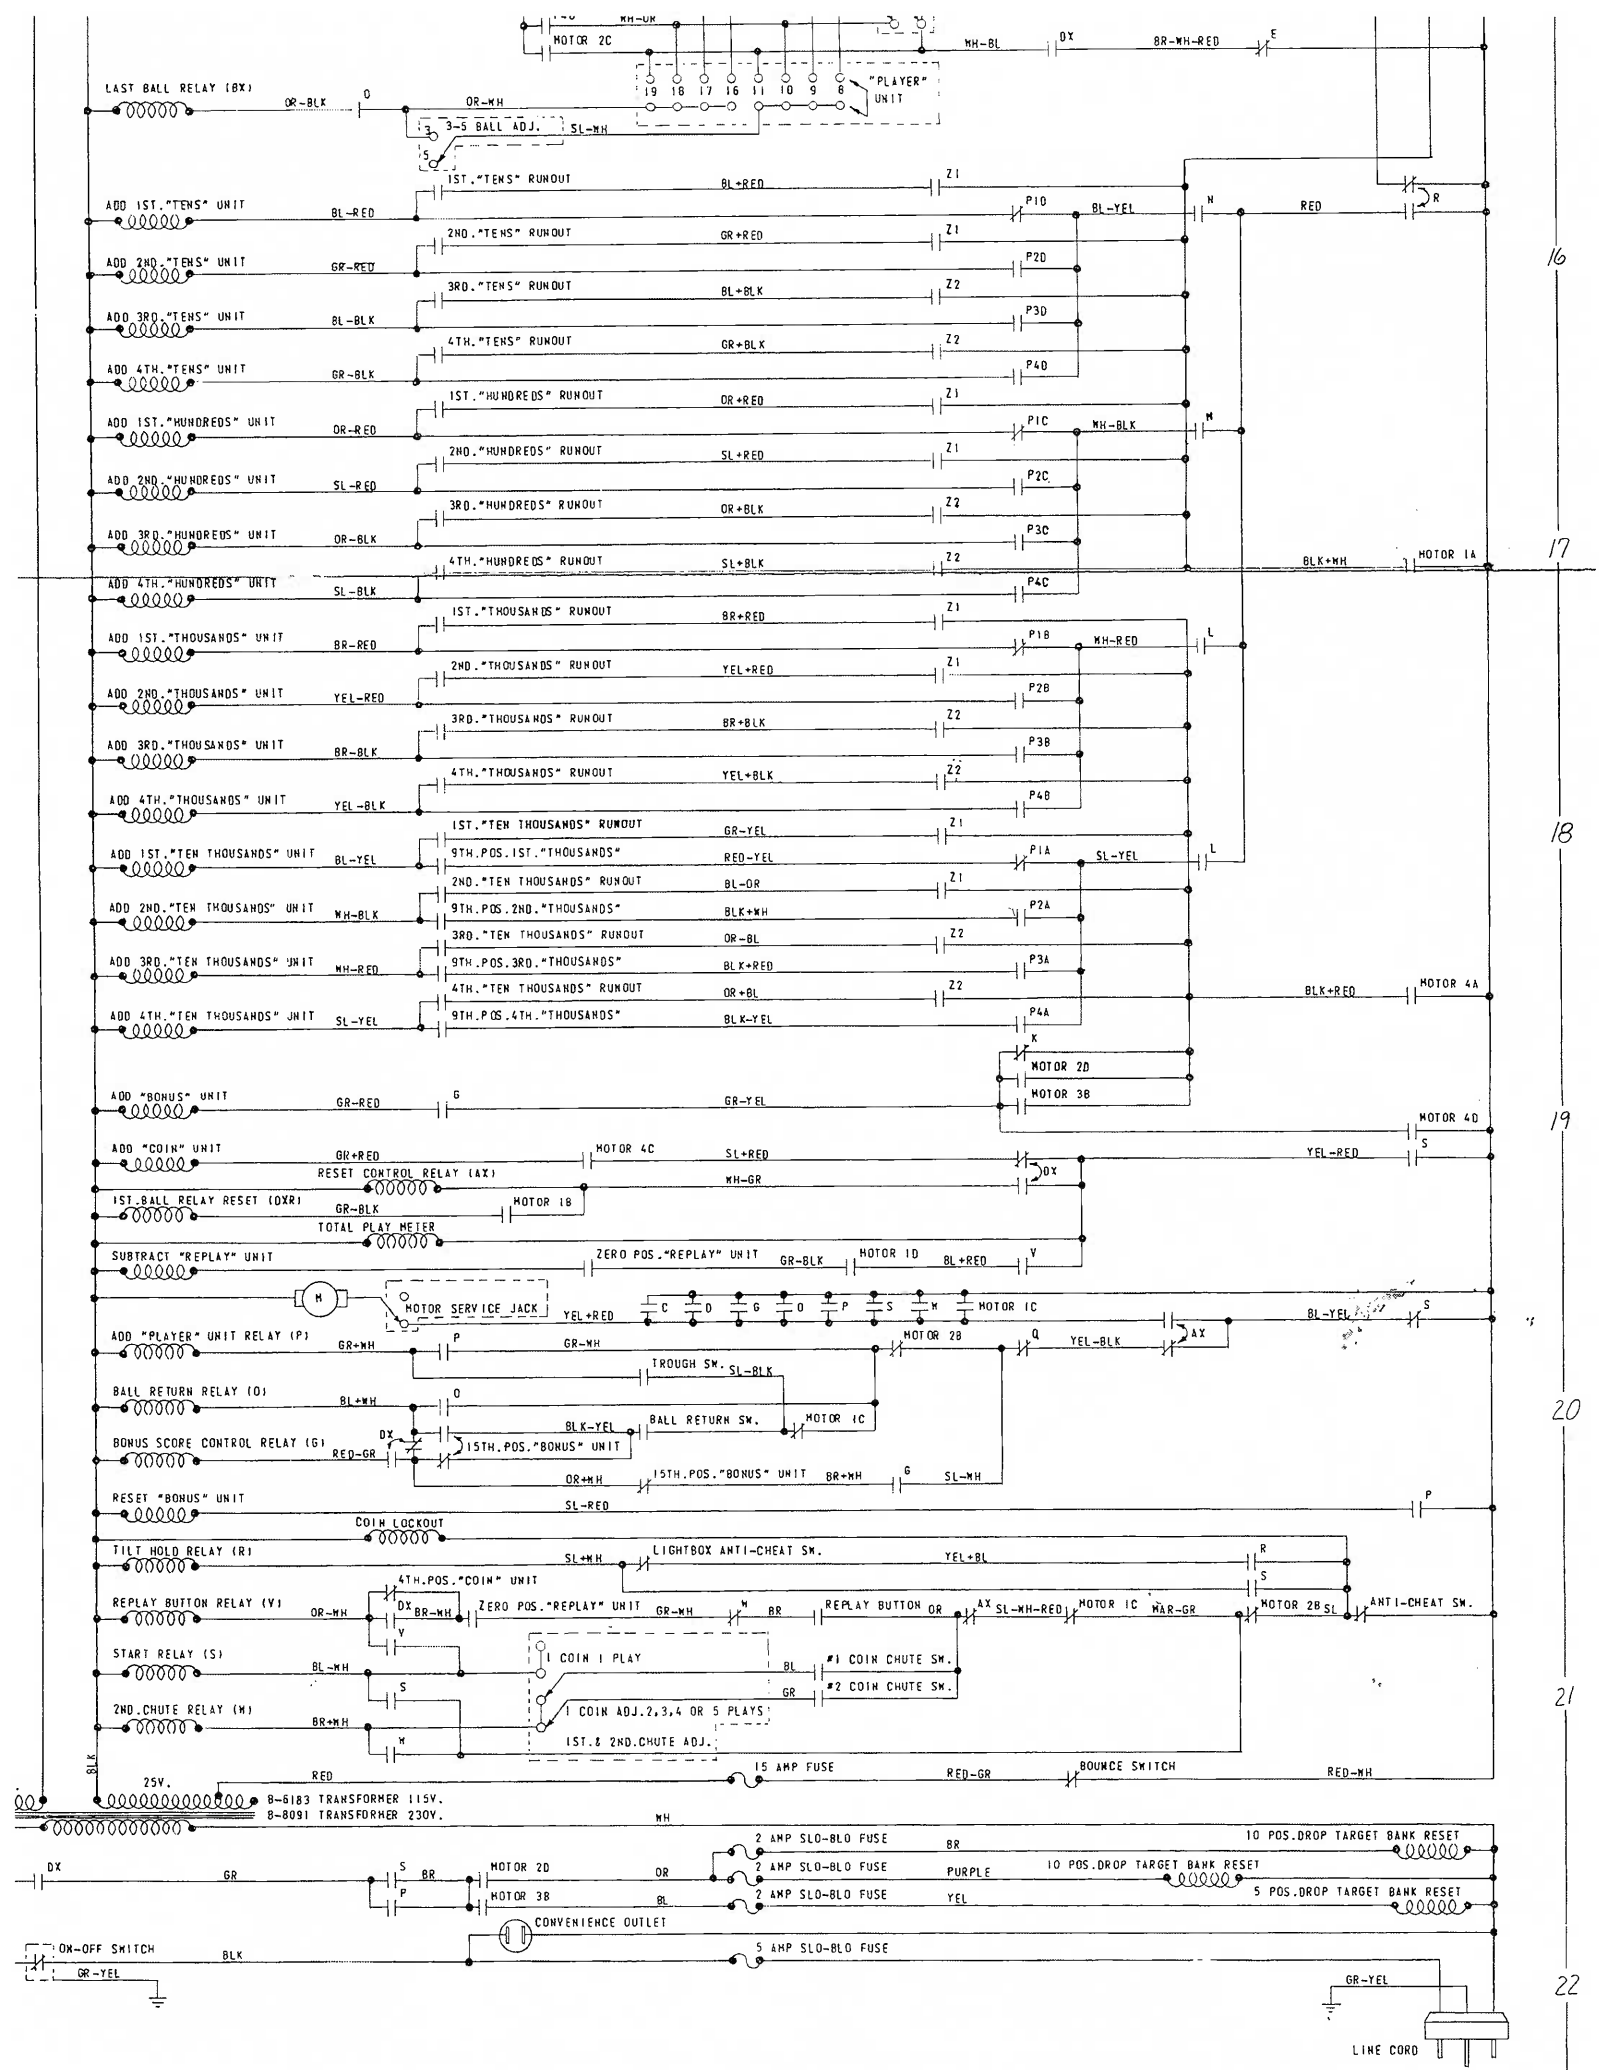 WH-OR
MOTOR 2C
WH-BL
DX
BR-WH-RED
E
19 18 17 16 11 10 9 8
"PLAYER"
UNIT
LAST BALL RELAY (BX)
OR-BLK
O
OR-WH
3
3-5 BALL ADJ.
SL-WH
5
1ST."TENS" RUNOUT
BL+RED
Z1
ADD 1ST."TENS" UNIT
BL-RED
P1D
BL-YEL
N
RED
R
2ND."TENS" RUNOUT
GR+RED
Z1
ADD 2ND."TENS" UNIT
GR-RED
P2D
16
3RD."TENS" RUNOUT
BL+BLK
Z2
ADD 3RD."TENS" UNIT
BL-BLK
P3D
4TH."TENS" RUNOUT
GR+BLK
Z2
ADD 4TH."TENS" UNIT
GR-BLK
P4D
1ST."HUNDREDS" RUNOUT
OR+RED
Z1
ADD 1ST."HUNDREDS" UNIT
OR-RED
P1C
WH-BLK
M
2ND."HUNDREDS" RUNOUT
SL+RED
Z1
ADD 2ND."HUNDREDS" UNIT
SL-RED
P2C
3RD."HUNDREDS" RUNOUT
OR+BLK
Z2
ADD 3RD."HUNDREDS" UNIT
OR-BLK
P3C
17
4TH."HUNDREDS" RUNOUT
SL+BLK
Z2
BLK+WH
MOTOR 1A
ADD 4TH."HUNDREDS" UNIT
SL-BLK
P4C
1ST."THOUSANDS" RUNOUT
BR+RED
Z1
ADD 1ST."THOUSANDS" UNIT
BR-RED
P1B
WH-RED
L
2ND."THOUSANDS" RUNOUT
YEL+RED
Z1
ADD 2ND."THOUSANDS" UNIT
YEL-RED
P2B
3RD."THOUSANDS" RUNOUT
BR+BLK
Z2
ADD 3RD."THOUSANDS" UNIT
BR-BLK
P3B
4TH."THOUSANDS" RUNOUT
YEL+BLK
Z2
ADD 4TH."THOUSANDS" UNIT
YEL-BLK
P4B
18
1ST."TEN THOUSANDS" RUNOUT
GR-YEL
Z1
ADD 1ST."TEN THOUSANDS" UNIT
BL-YEL
9TH.POS.1ST."THOUSANDS"
RED-YEL
P1A
SL-YEL
L
2ND."TEN THOUSANDS" RUNOUT
BL-OR
Z1
ADD 2ND."TEN THOUSANDS" UNIT
WH-BLK
9TH.POS.2ND."THOUSANDS"
BLK+WH
P2A
3RD."TEN THOUSANDS" RUNOUT
OR-BL
Z2
ADD 3RD."TEN THOUSANDS" UNIT
WH-RED
9TH.POS.3RD."THOUSANDS"
BLK+RED
P3A
4TH."TEN THOUSANDS" RUNOUT
OR+BL
Z2
BLK+RED
MOTOR 4A
ADD 4TH."TEN THOUSANDS" UNIT
SL-YEL
9TH.POS.4TH."THOUSANDS"
BLK-YEL
P4A
K
MOTOR 2D
MOTOR 3B
ADD "BONUS" UNIT
GR-RED
G
GR-YEL
MOTOR 4D
19
ADD "COIN" UNIT
GR+RED
MOTOR 4C
SL+RED
DX
YEL-RED
S
RESET CONTROL RELAY (AX)
WH-GR
1ST.BALL RELAY RESET (DXR)
GR-BLK
MOTOR 1B
TOTAL PLAY METER
SUBTRACT "REPLAY" UNIT
ZERO POS."REPLAY" UNIT
GR-BLK
MOTOR 1D
BL+RED
V
M
MOTOR SERVICE JACK
YEL+RED
C D G O P S W MOTOR 1C
BL-YEL
S
AX
ADD "PLAYER" UNIT RELAY (P)
GR+WH
P
GR-WH
MOTOR 2B
Q
YEL-BLK
TROUGH SW.
SL-BLK
BALL RETURN RELAY (O)
BL+WH
O
20
BLK-YEL
BALL RETURN SW.
MOTOR 1C
DX
15TH.POS."BONUS" UNIT
BONUS SCORE CONTROL RELAY (G)
RED-GR
OR+WH
15TH.POS."BONUS" UNIT
BR+WH
G
SL-WH
RESET "BONUS" UNIT
SL-RED
P
COIN LOCKOUT
TILT HOLD RELAY (R)
SL+WH
LIGHTBOX ANTI-CHEAT SW.
YEL+BL
R
S
4TH.POS."COIN" UNIT
REPLAY BUTTON RELAY (V)
OR-WH
DX
BR-WH
ZERO POS."REPLAY" UNIT
GR-WH
W
BR
REPLAY BUTTON
OR
AX
SL-WH-RED
MOTOR 1C
MAR-GR
MOTOR 2B
SL
ANTI-CHEAT SW.
V
START RELAY (S)
BL-WH
1 COIN 1 PLAY
BL
#1 COIN CHUTE SW.
S
GR
#2 COIN CHUTE SW.
21
2ND.CHUTE RELAY (W)
BR+WH
1 COIN ADJ.2,3,4 OR 5 PLAYS
W
1ST.& 2ND.CHUTE ADJ.
BLK
25V.
RED
15 AMP FUSE
RED-GR
BOUNCE SWITCH
RED-WH
8-6183 TRANSFORMER 115V.
8-8091 TRANSFORMER 230V.
WH
2 AMP SLO-BLO FUSE
BR
10 POS.DROP TARGET BANK RESET
DX
GR
S
BR
MOTOR 2D
OR
2 AMP SLO-BLO FUSE
PURPLE
10 POS.DROP TARGET BANK RESET
P
MOTOR 3B
BL
2 AMP SLO-BLO FUSE
YEL
5 POS.DROP TARGET BANK RESET
CONVENIENCE OUTLET
ON-OFF SWITCH
BLK
5 AMP SLO-BLO FUSE
GR-YEL
GR-YEL
22
LINE CORD